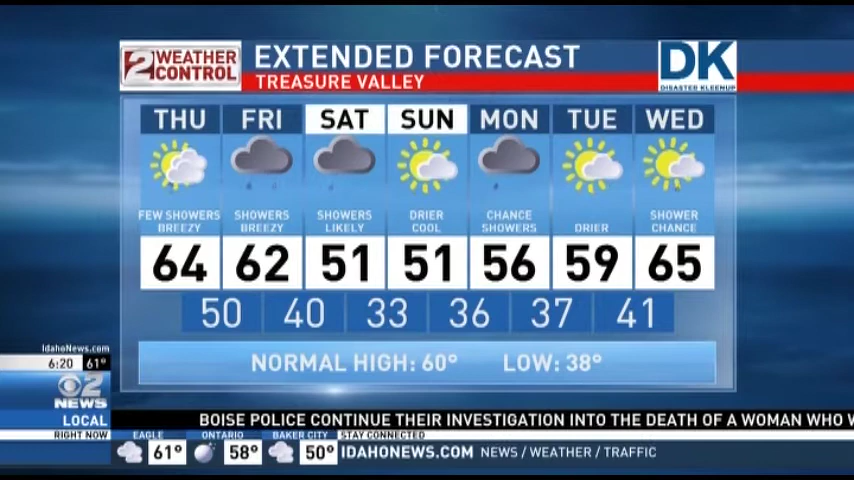 2 WEATHER CONTROL
EXTENDED FORECAST
TREASURE VALLEY
DK
DISASTER KLEENUP
THU FRI SAT SUN MON TUE WED
FEW SHOWERS BREEZY
SHOWERS BREEZY
SHOWERS LIKELY
DRIER COOL
CHANCE SHOWERS
DRIER
SHOWER CHANCE
64 62 51 51 56 59 65
50 40 33 36 37 41
NORMAL HIGH: 60° LOW: 38°
IdahoNews.com
6:20 61°
2
NEWS
LOCAL BOISE POLICE CONTINUE THEIR INVESTIGATION INTO THE DEATH OF A WOMAN WHO
RIGHT NOW EAGLE ONTARIO BAKER CITY STAY CONNECTED
61° 58° 50° IDAHONEWS.COM NEWS / WEATHER / TRAFFIC